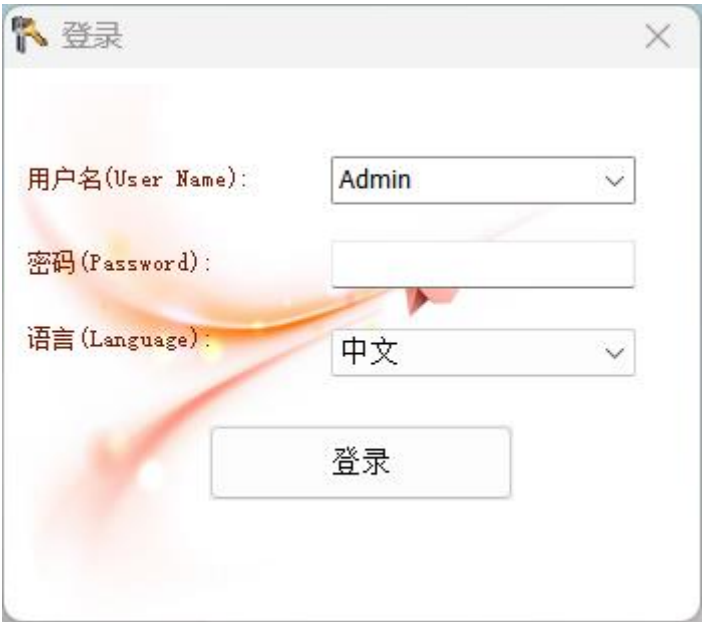 登录
用户名(User Name):
Admin
密码(Password):
语言(Language):
中文
登录